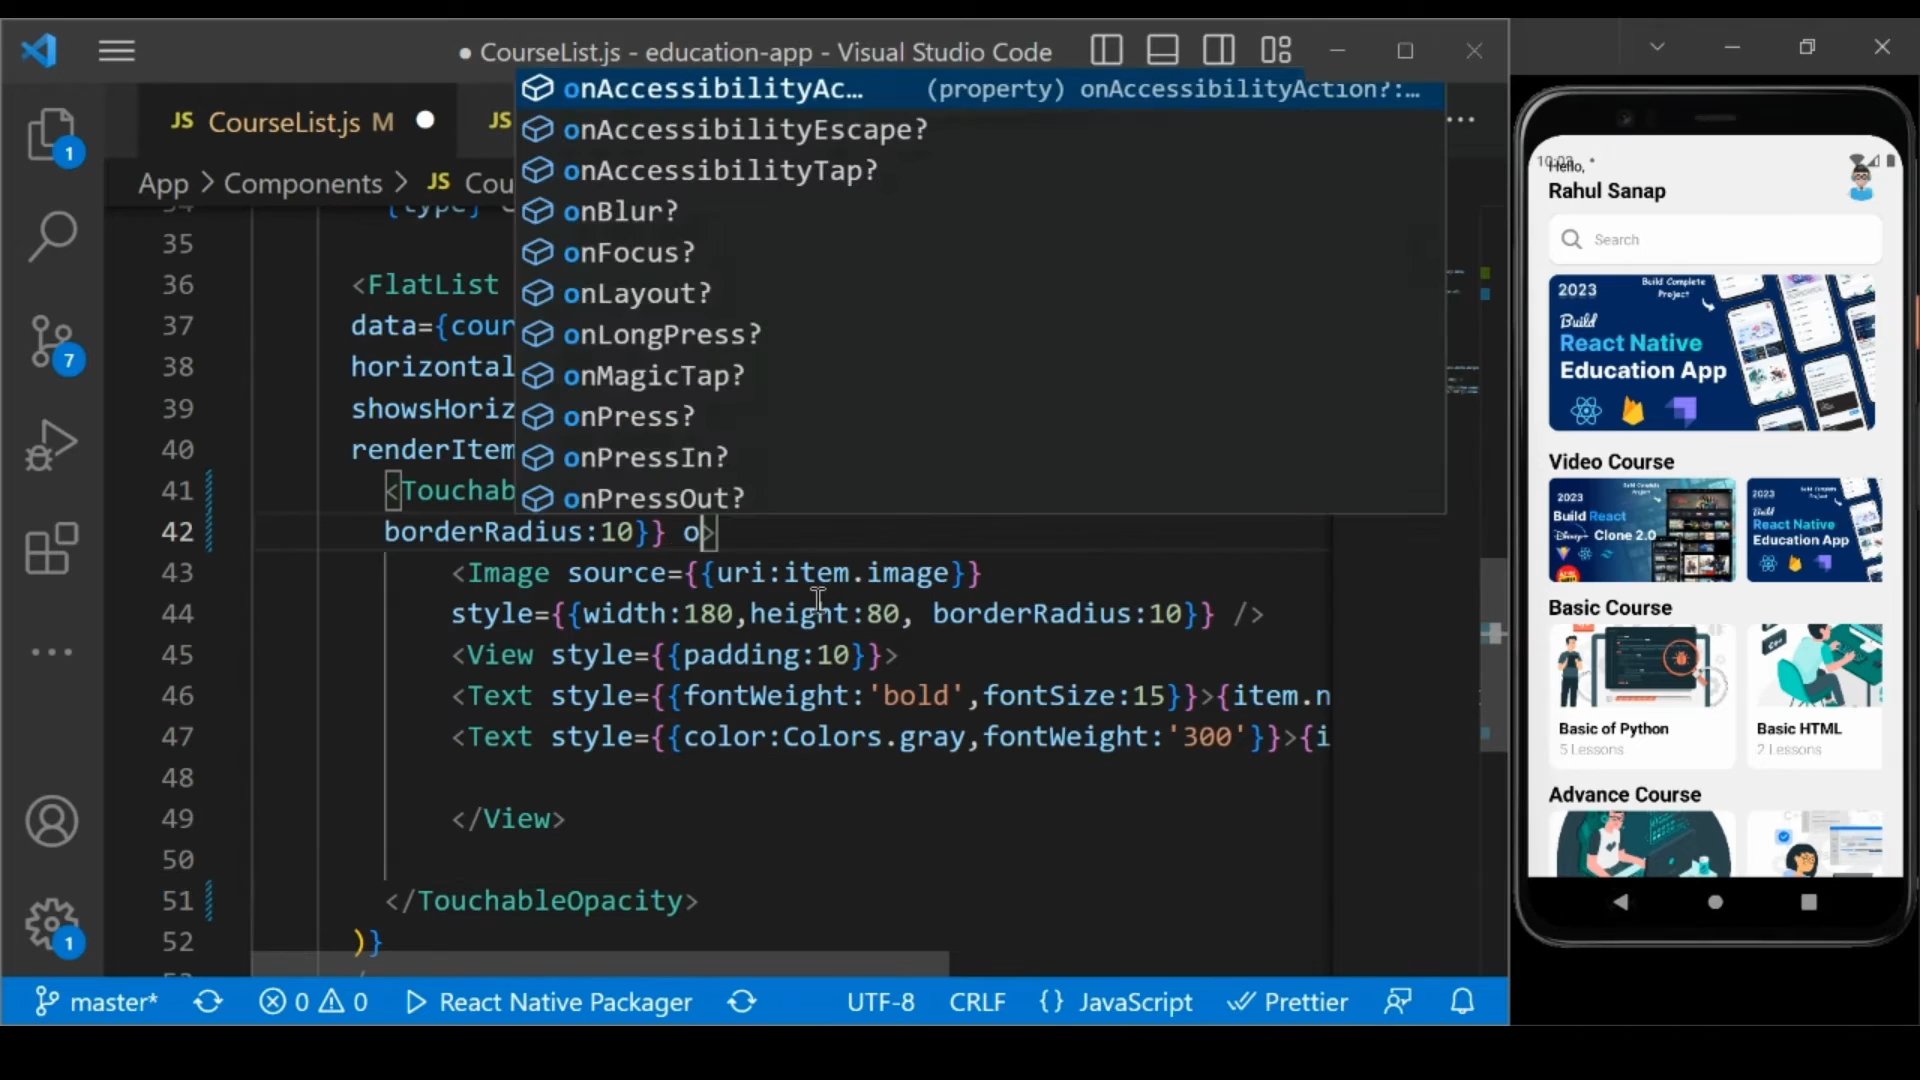 ● CourseList.js - education-app - Visual Studio Code
JS CourseList.js M
JS
App > Components > JS Cou
onAccessibilityAc… (property) onAccessibilityAction?:…
onAccessibilityEscape?
onAccessibilityTap?
onBlur?
onFocus?
onLayout?
onLongPress?
onMagicTap?
onPress?
onPressIn?
onPressOut?
35
36 <FlatList
37 data={cour
38 horizontal
39 showsHoriz
40 renderItem
41 <Touchab
42 borderRadius:10}} o>
43 <Image source={{uri:item.image}}
44 style={{width:180,height:80, borderRadius:10}} />
45 <View style={{padding:10}}>
46 <Text style={{fontWeight:'bold',fontSize:15}}>{item.n
47 <Text style={{color:Colors.gray,fontWeight:'300'}}>{i
48
49 </View>
50
51 </TouchableOpacity>
52 )}
1
7
1
master* 0 0 React Native Packager UTF-8 CRLF {} JavaScript Prettier
Hello,
Rahul Sanap
Search
2023
Build Complete
Project
Build
React Native
Education App
Video Course
2023
Build React
Disney+ Clone 2.0
2023
Build
React Native
Education App
Basic Course
Basic of Python
5 Lessons
Basic HTML
2 Lessons
Advance Course